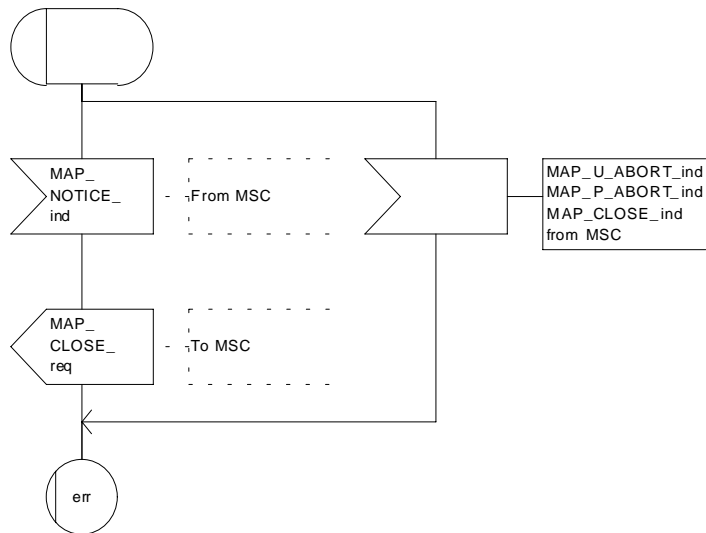 MAP_
NOTICE_
ind
From MSC
MAP_U_ABORT_ind
MAP_P_ABORT_ind
MAP_CLOSE_ind
from MSC
MAP_
CLOSE_
req
To MSC
err